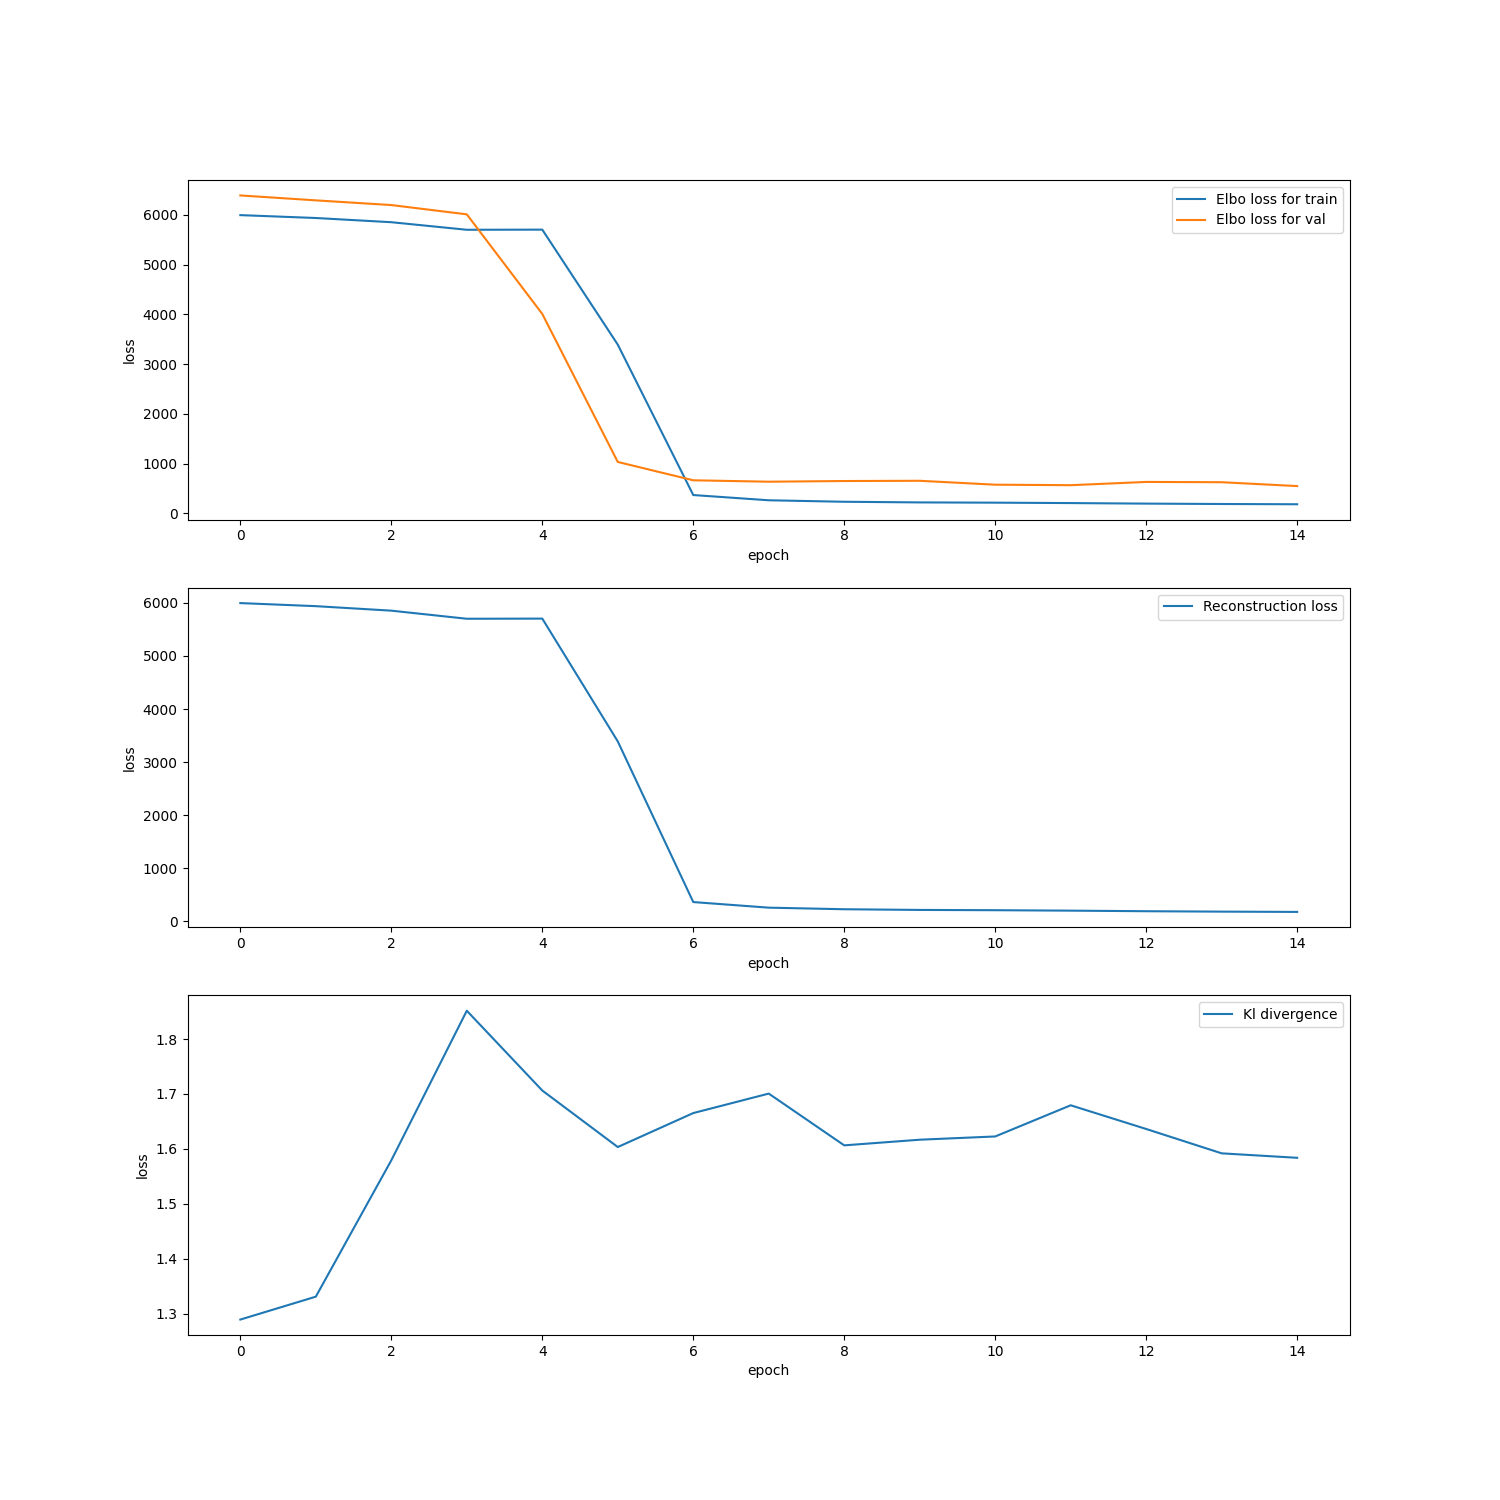 Elbo loss for train
Elbo loss for val
6000
5000
4000
3000
2000
1000
0
loss
0 2 4 6 8 10 12 14
epoch
Reconstruction loss
6000
5000
4000
3000
2000
1000
0
loss
0 2 4 6 8 10 12 14
epoch
Kl divergence
1.8
1.7
1.6
1.5
1.4
1.3
loss
0 2 4 6 8 10 12 14
epoch